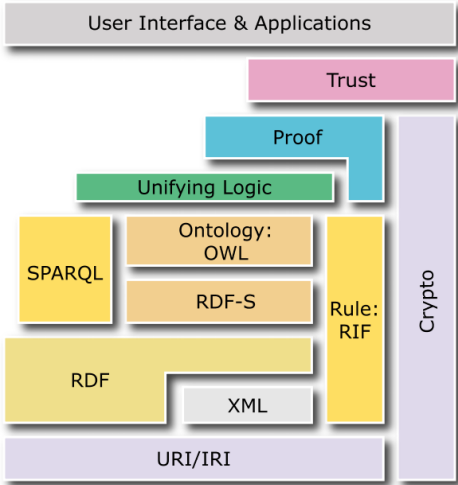 User Interface & Applications
Trust
Proof
Unifying Logic
Ontology:
OWL
SPARQL
RDF-S
Rule:
RIF
Crypto
RDF
XML
URI/IRI